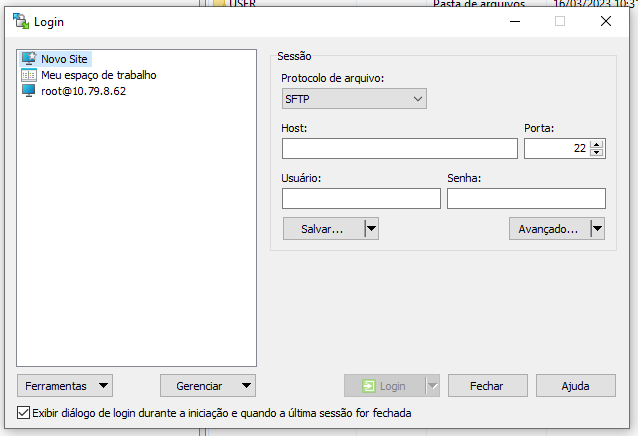 USER
Pasta de arquivos
16/03/2023 10:31
Login
Novo Site
Meu espaço de trabalho
root@10.79.8.62
Sessão
Protocolo de arquivo:
SFTP
Host:
Porta:
22
Usuário:
Senha:
Salvar...
Avançado...
Ferramentas
Gerenciar
Login
Fechar
Ajuda
Exibir diálogo de login durante a iniciação e quando a última sessão for fechada